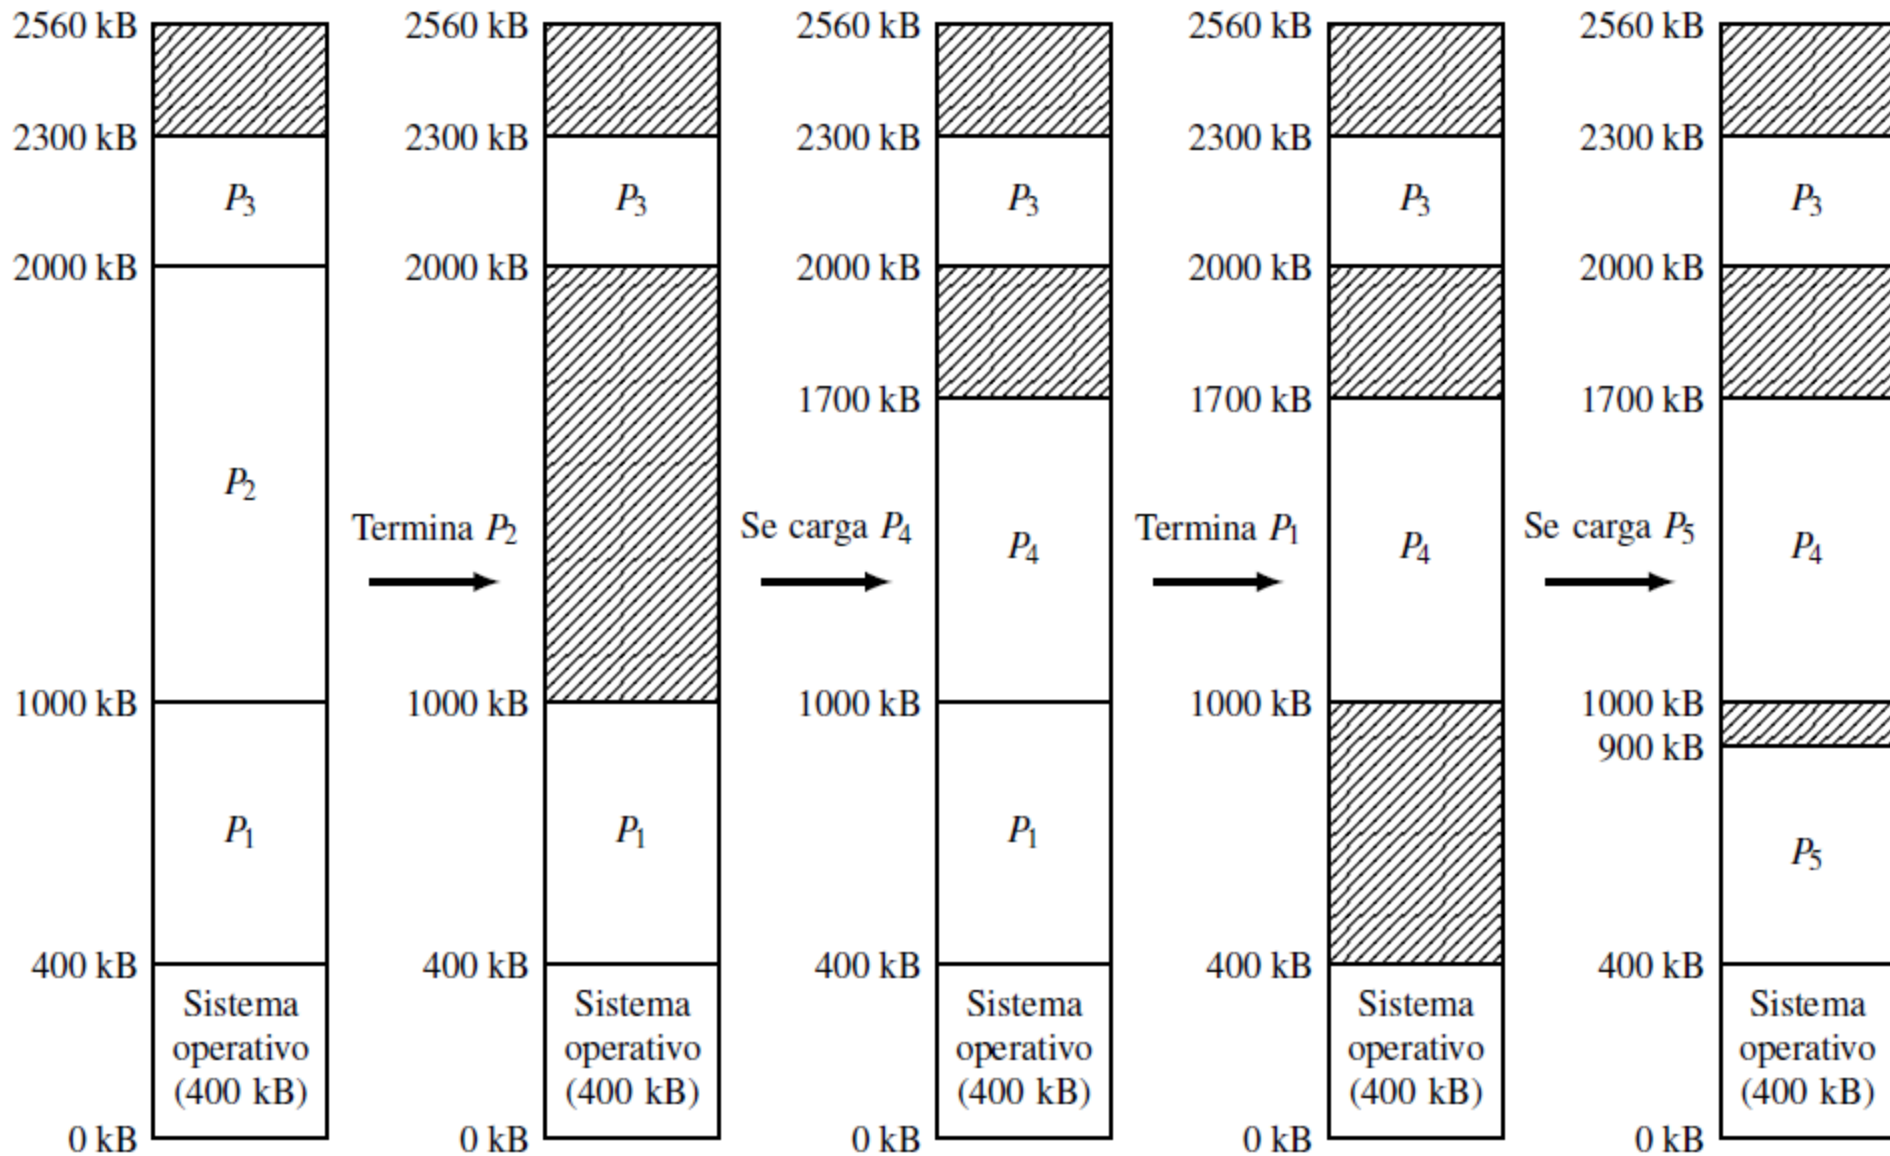 2560 kB
2300 kB
P3
2000 kB
P2
1000 kB
P1
400 kB
Sistema
operativo
(400 kB)
0 kB
Termina P2
2560 kB
2300 kB
P3
2000 kB
1000 kB
P1
400 kB
Sistema
operativo
(400 kB)
0 kB
Se carga P4
2560 kB
2300 kB
P3
2000 kB
1700 kB
P4
1000 kB
P1
400 kB
Sistema
operativo
(400 kB)
0 kB
Termina P1
2560 kB
2300 kB
P3
2000 kB
1700 kB
P4
1000 kB
400 kB
Sistema
operativo
(400 kB)
0 kB
Se carga P5
2560 kB
2300 kB
P3
2000 kB
1700 kB
P4
1000 kB
900 kB
P5
400 kB
Sistema
operativo
(400 kB)
0 kB